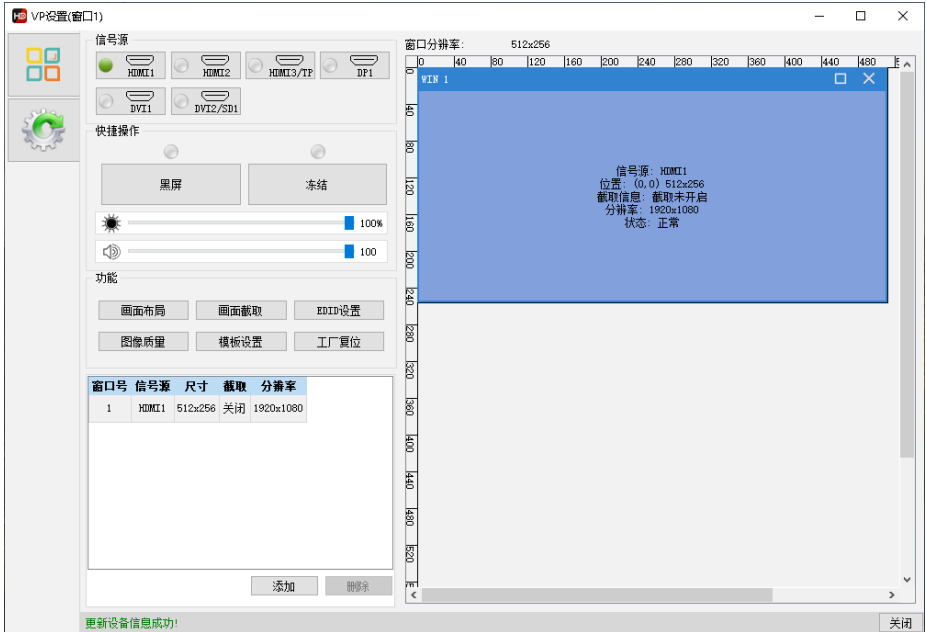 HD VP设置(窗口1)
信号源
HDMI1 HDMI2 HDMI3/TP DP1
DVI1 DVI2/SD1
快捷操作
黑屏 冻结
100%
100
功能
画面布局 画面截取 EDID设置
图像质量 模板设置 工厂复位
窗口号 信号源 尺寸 截取 分辨率
1 HDMI1 512x256 关闭 1920x1080
添加 删除
窗口分辨率: 512x256
0 40 80 120 160 200 240 280 320 360 400 440 480
0
40
80
120
160
200
240
280
320
360
400
440
480
520
WIN 1
信号源: HDMI1
位置: (0,0) 512x256
截取信息: 截取未开启
分辨率: 1920x1080
状态: 正常
更新设备信息成功!
关闭